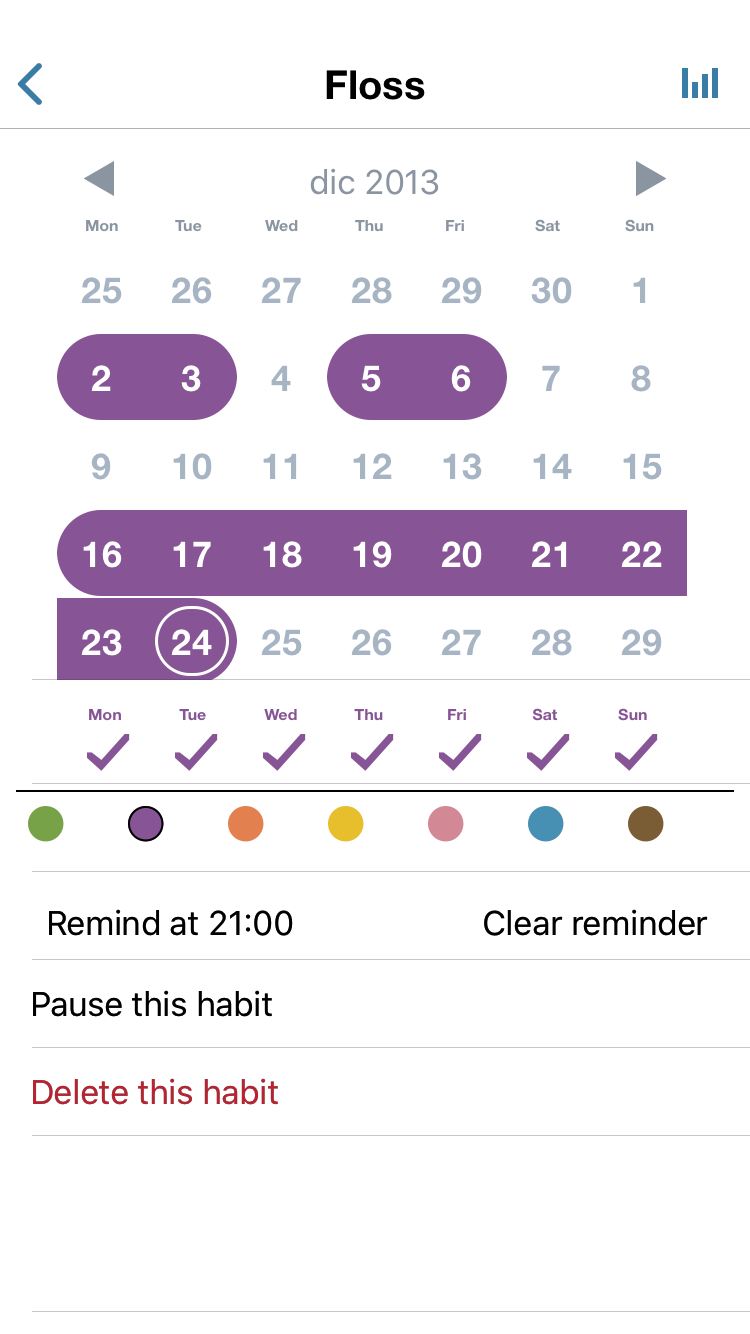 Floss
dic 2013
Mon Tue Wed Thu Fri Sat Sun
25 26 27 28 29 30 1
2 3 4 5 6 7 8
9 10 11 12 13 14 15
16 17 18 19 20 21 22
23 24 25 26 27 28 29
Mon Tue Wed Thu Fri Sat Sun
Remind at 21:00 Clear reminder
Pause this habit
Delete this habit